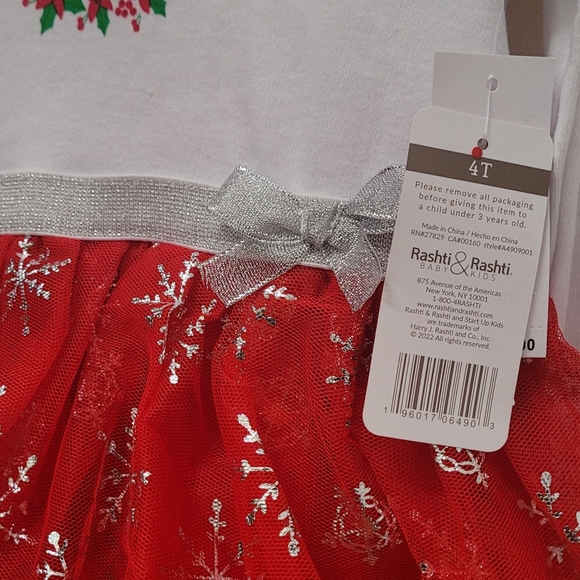 4T
Please remove all packaging
before giving this item to
a child under 3 years old.
Made in China / Hecho en China
RN#27829 CA#00160 style#A4909001
Rashti & Rashti.
BABY KIDS
875 Avenue of the Americas
New York, NY 10001
1-800-4RASHTI
www.rashtiandrashti.com
Rashti & Rashti and Start Up Kids
are trademarks of
Harry J. Rashti and Co., Inc.
© 2022 All rights reserved.
1 96017 06490 3
00